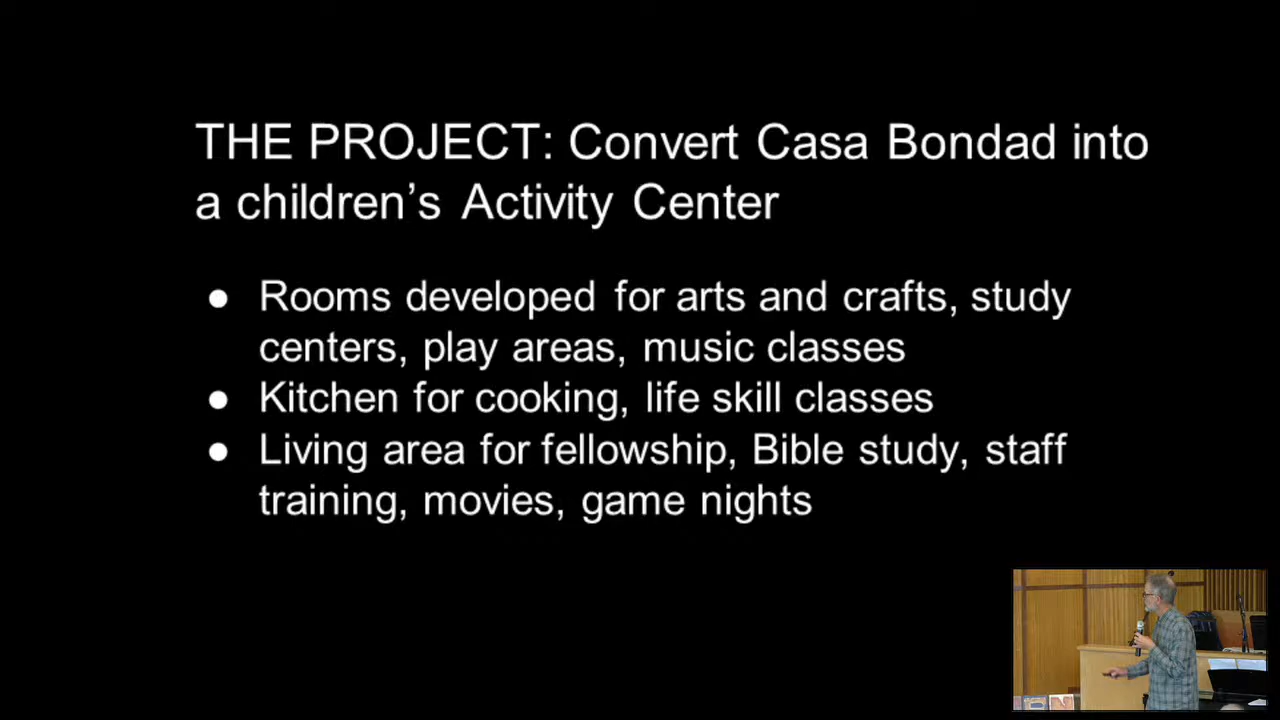 THE PROJECT: Convert Casa Bondad into
a children’s Activity Center
● Rooms developed for arts and crafts, study
centers, play areas, music classes
● Kitchen for cooking, life skill classes
● Living area for fellowship, Bible study, staff
training, movies, game nights